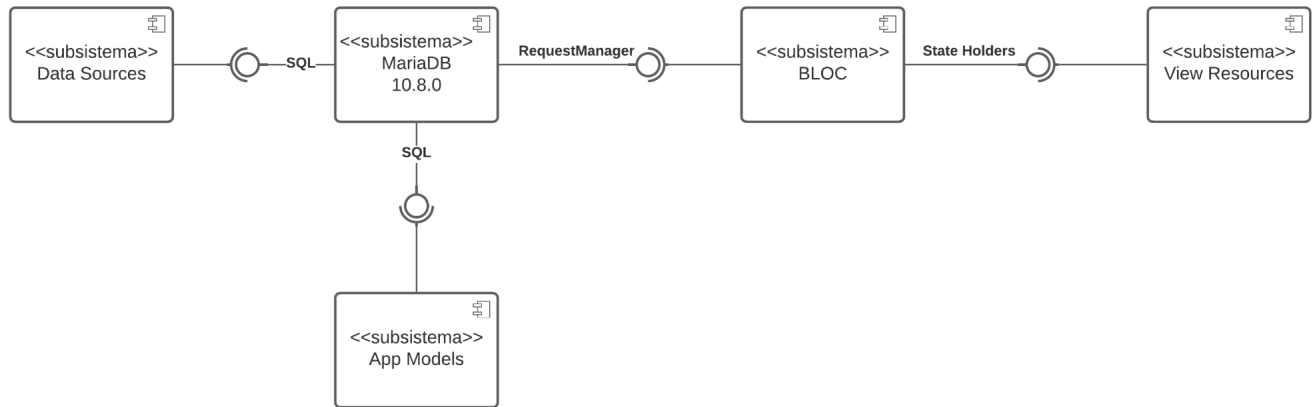 <<subsistema>>
Data Sources
SQL
<<subsistema>>
MariaDB
10.8.0
RequestManager
<<subsistema>>
BLOC
State Holders
<<subsistema>>
View Resources
SQL
<<subsistema>>
App Models